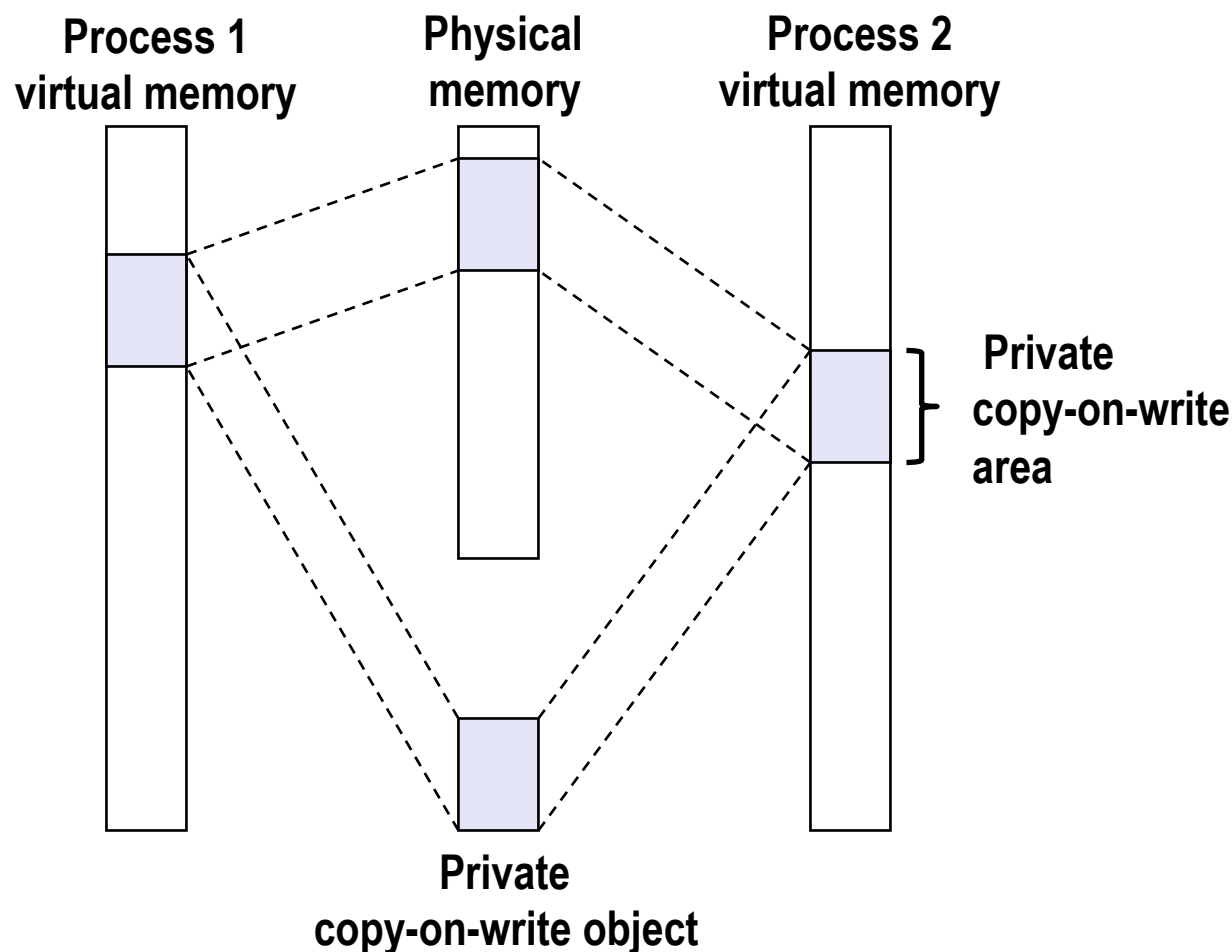 Process 1
virtual memory
Physical
memory
Process 2
virtual memory
Private
copy-on-write
area
Private
copy-on-write object